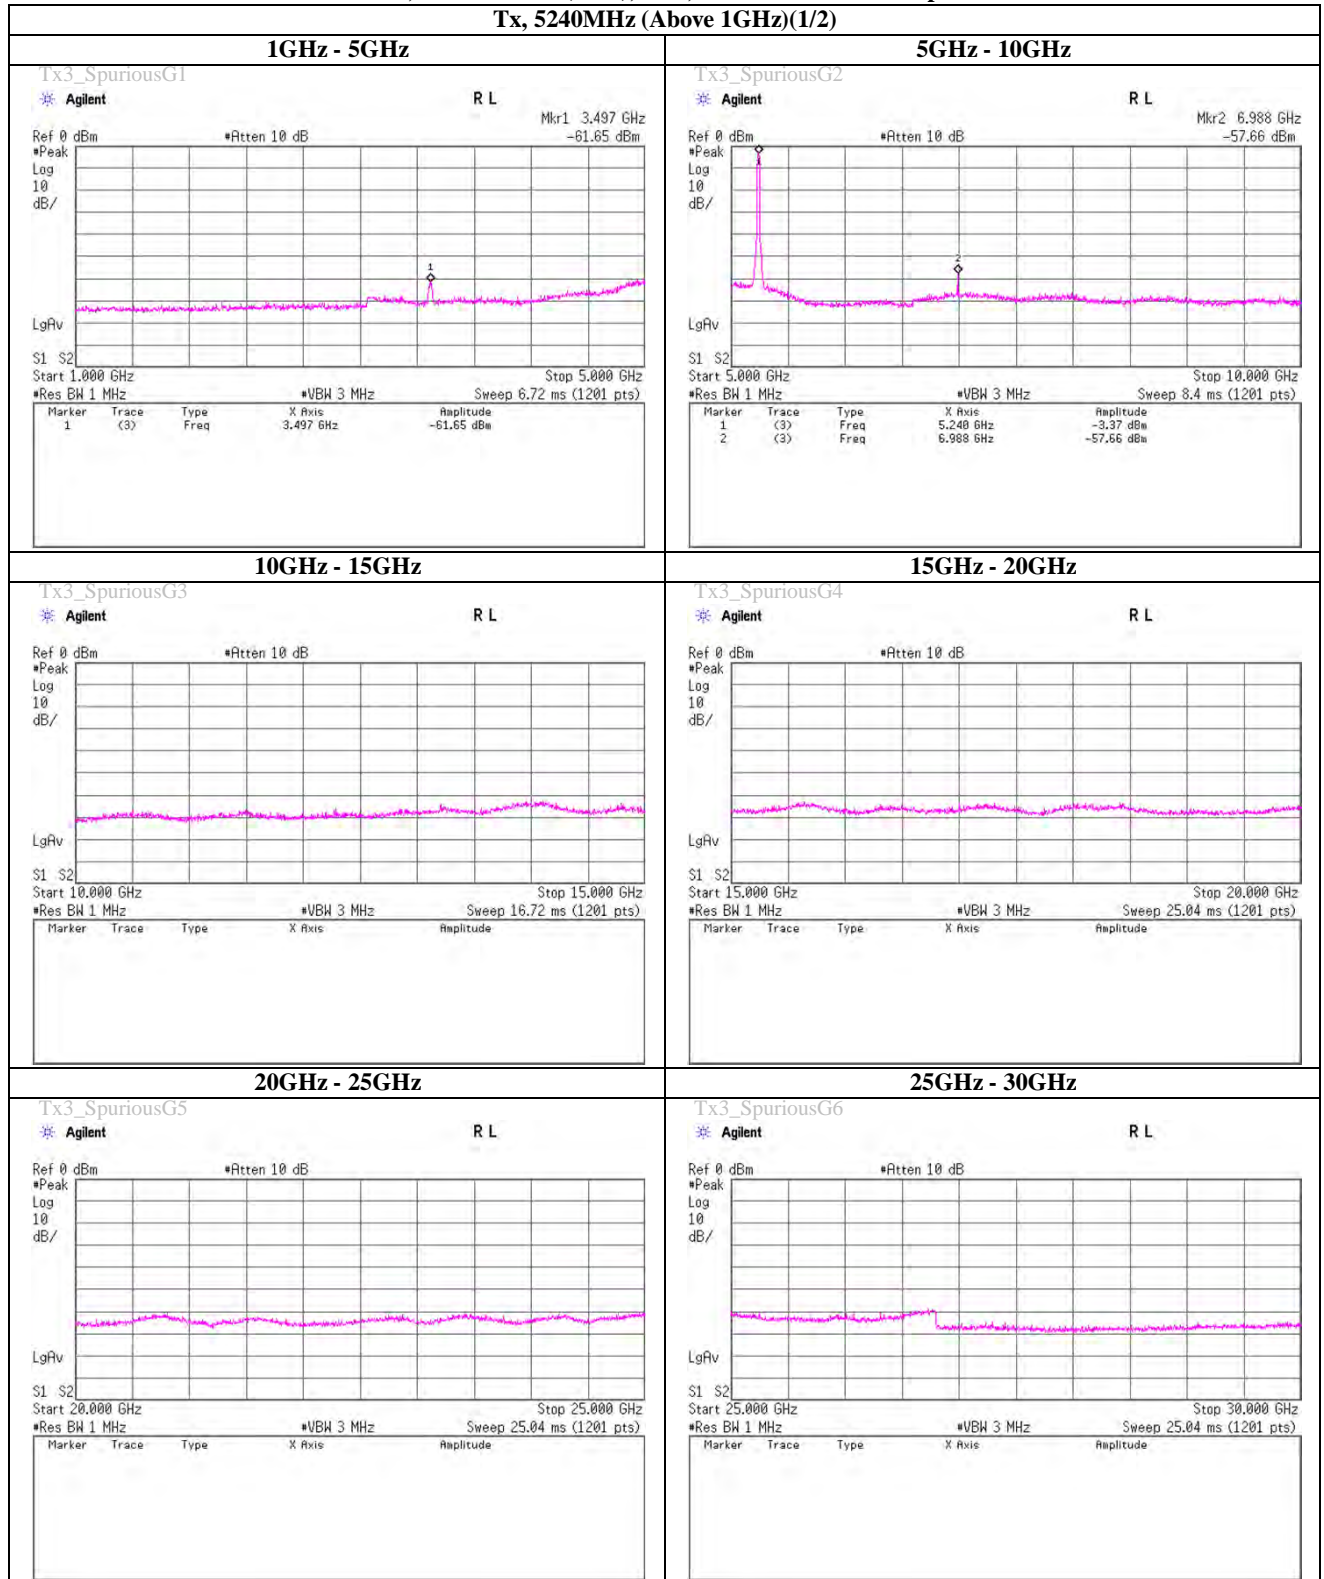 Tx, 5240MHz (Above 1GHz)(1/2)
1GHz - 5GHz
Tx3_SpuriousG1
Agilent
R L
Mkr1 3.497 GHz
Ref 0 dBm
#Atten 10 dB
-61.65 dBm
#Peak
Log
10
dB/
1
LgAv
S1 S2
Start 1.000 GHz
Stop 5.000 GHz
#Res BW 1 MHz
#VBW 3 MHz
Sweep 6.72 ms (1201 pts)
Marker Trace Type X Axis Amplitude
1 (3) Freq 3.497 GHz -61.65 dBm
5GHz - 10GHz
Tx3_SpuriousG2
Agilent
R L
Mkr2 6.988 GHz
Ref 0 dBm
#Atten 10 dB
-57.66 dBm
#Peak
Log
10
dB/
1
2
LgAv
S1 S2
Start 5.000 GHz
Stop 10.000 GHz
#Res BW 1 MHz
#VBW 3 MHz
Sweep 8.4 ms (1201 pts)
Marker Trace Type X Axis Amplitude
1 (3) Freq 5.240 GHz -3.37 dBm
2 (3) Freq 6.988 GHz -57.66 dBm
10GHz - 15GHz
Tx3_SpuriousG3
Agilent
R L
Ref 0 dBm
#Atten 10 dB
#Peak
Log
10
dB/
LgAv
S1 S2
Start 10.000 GHz
Stop 15.000 GHz
#Res BW 1 MHz
#VBW 3 MHz
Sweep 16.72 ms (1201 pts)
Marker Trace Type X Axis Amplitude
15GHz - 20GHz
Tx3_SpuriousG4
Agilent
R L
Ref 0 dBm
#Atten 10 dB
#Peak
Log
10
dB/
LgAv
S1 S2
Start 15.000 GHz
Stop 20.000 GHz
#Res BW 1 MHz
#VBW 3 MHz
Sweep 25.04 ms (1201 pts)
Marker Trace Type X Axis Amplitude
20GHz - 25GHz
Tx3_SpuriousG5
Agilent
R L
Ref 0 dBm
#Atten 10 dB
#Peak
Log
10
dB/
LgAv
S1 S2
Start 20.000 GHz
Stop 25.000 GHz
#Res BW 1 MHz
#VBW 3 MHz
Sweep 25.04 ms (1201 pts)
Marker Trace Type X Axis Amplitude
25GHz - 30GHz
Tx3_SpuriousG6
Agilent
R L
Ref 0 dBm
#Atten 10 dB
#Peak
Log
10
dB/
LgAv
S1 S2
Start 25.000 GHz
Stop 30.000 GHz
#Res BW 1 MHz
#VBW 3 MHz
Sweep 25.04 ms (1201 pts)
Marker Trace Type X Axis Amplitude